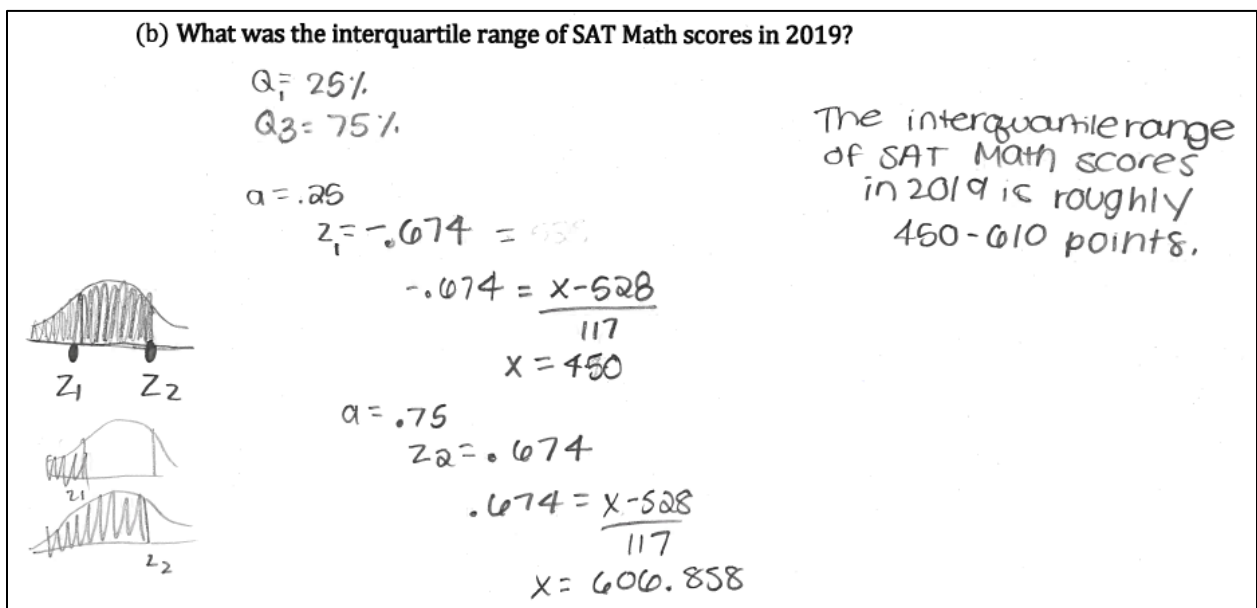 (b) What was the interquartile range of SAT Math scores in 2019?
Q₁= 25%
Q3= 75%
a = .25
z₁= -.674 =
-.674 = x-528
117
x = 450
a = .75
z2= .674
.674 = x-528
117
x = 606.858
The interquartile range
of SAT Math scores
in 2019 is roughly
450-610 points.
z₁ z₂
z1
z₂